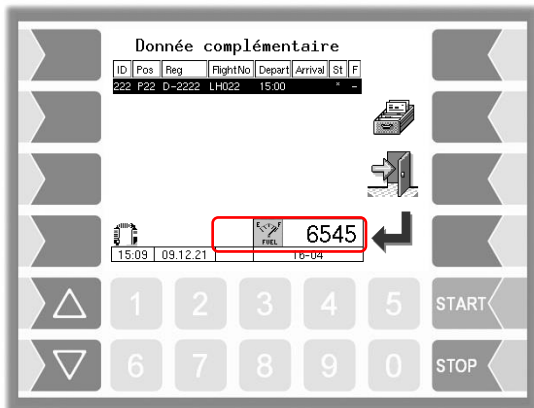 Donnée complémentaire
ID Pos Reg FlightNo Depart Arrival St F
222 P22 D-2222 LH022 15:00 * -
E F
FUEL 6545
15:09 09.12.21 16-04
1 2 3 4 5 START
6 7 8 9 0 STOP